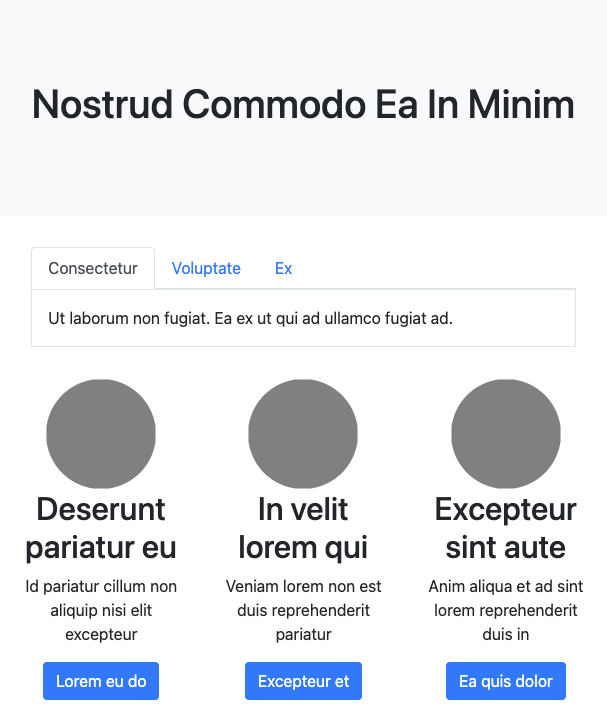 Nostrud Commodo Ea In Minim
Consectetur Voluptate Ex
Ut laborum non fugiat. Ea ex ut qui ad ullamco fugiat ad.
Deserunt
pariatur eu
Id pariatur cillum non
aliquip nisi elit
excepteur
Lorem eu do
In velit
lorem qui
Veniam lorem non est
duis reprehenderit
pariatur
Excepteur et
Excepteur
sint aute
Anim aliqua et ad sint
lorem reprehenderit
duis in
Ea quis dolor